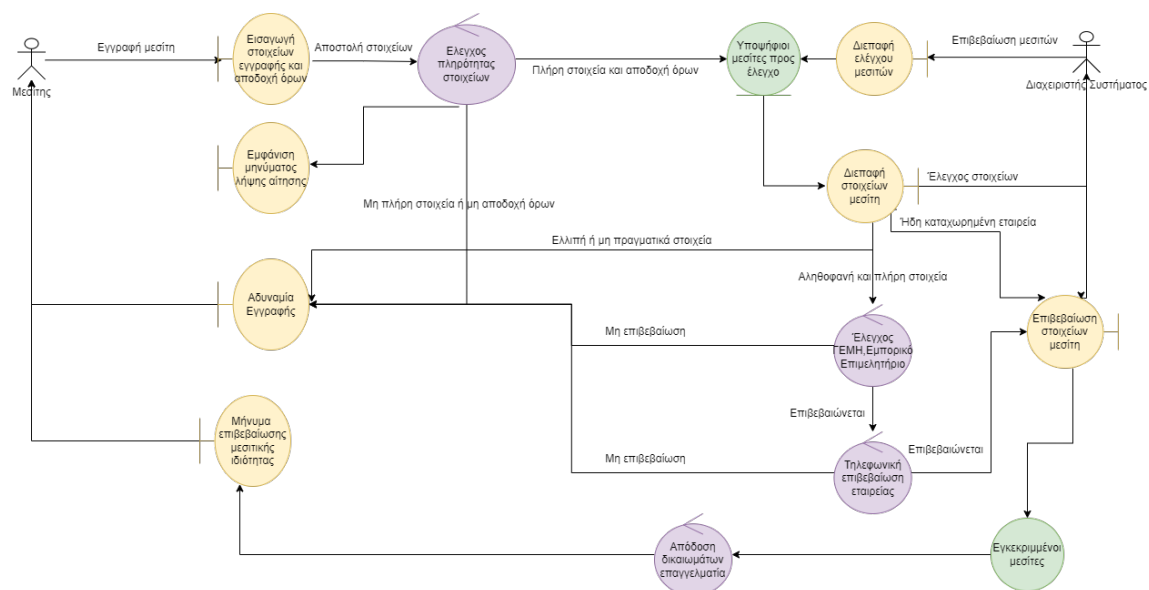 Εγγραφή μεσίτη
Μεσίτης
Εισαγωγή
στοιχείων
εγγραφής και
αποδοχή όρων
Αποστολή στοιχείων
Ελεγχος
πληρότητας
στοιχείων
Πλήρη στοιχεία και αποδοχή όρων
Υποψήφιοι
μεσίτες προς
έλεγχο
Διεπαφή
ελέγχου
μεσιτών
Επιβεβαίωση μεσιτών
Διαχειριστής Συστήματος
Εμφάνιση
μηνύματος
λήψης αίτησης
Μη πλήρη στοιχεία ή μη αποδοχή όρων
Διεπαφή
στοιχείων
μεσίτη
Έλεγχος στοιχείων
Ήδη καταχωρημένη εταιρεία
Ελλιπή ή μη πραγματικά στοιχεία
Αληθοφανή και πλήρη στοιχεία
Αδυναμία
Εγγραφής
Μη επιβεβαίωση
Έλεγχος
ΓΕΜΗ,Εμπορικό
Επιμελητήριο
Επιβεβαίωση
στοιχείων
μεσίτη
Επιβεβαιώνεται
Μήνυμα
επιβεβαίωσης
μεσιτικής
ιδιότητας
Μη επιβεβαίωση
Τηλεφωνική
επιβεβαίωση
εταιρείας
Επιβεβαιώνεται
Απόδοση
δικαιωμάτων
επαγγελματία
Εγκεκριμμένοι
μεσίτες